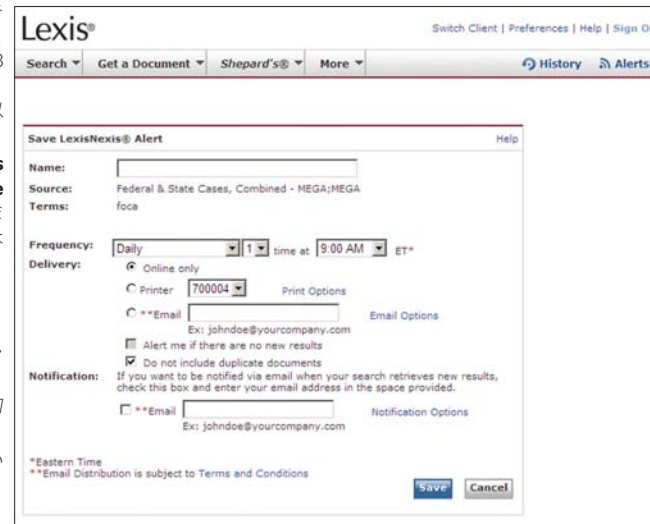 Lexis®
Switch Client | Preferences | Help | Sign O
Search Get a Document Shepard's® More History Alerts
Save LexisNexis® Alert Help
Name:
Source: Federal & State Cases, Combined - MEGA;MEGA
Terms: foca
Frequency: Daily 1 time at 9:00 AM ET*
Delivery: Online only
Printer 700004 Print Options
**Email Email Options
Ex: johndoe@yourcompany.com
Alert me if there are no new results
Do not include duplicate documents
Notification: If you want to be notified via email when your search retrieves new results,
check this box and enter your email address in the space provided.
**Email Notification Options
Ex: johndoe@yourcompany.com
*Eastern Time
**Email Distribution is subject to Terms and Conditions
Save Cancel